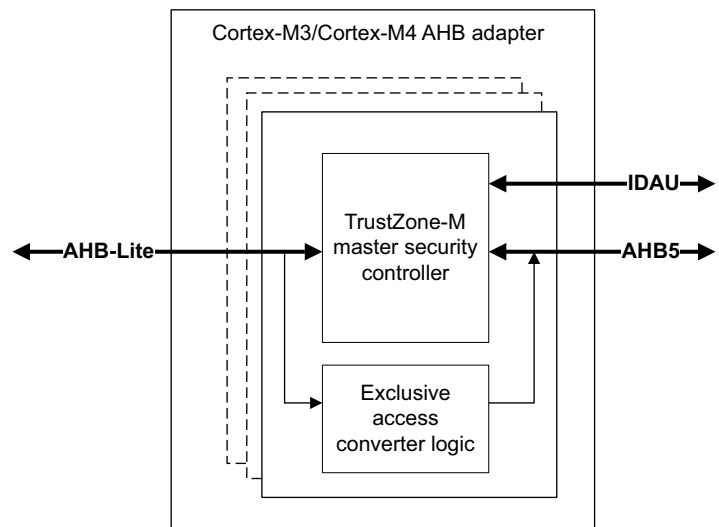 Cortex-M3/Cortex-M4 AHB adapter
IDAU
TrustZone-M
master security
controller
AHB-Lite
AHB5
Exclusive
access
converter logic